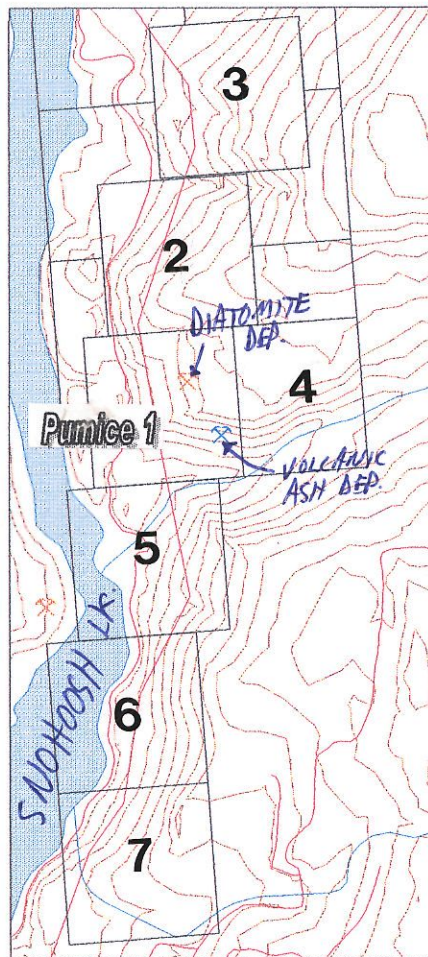 3
2
DIATOMITE
DEP.
4
Pumice 1
VOLCANIC
ASH DEP.
5
SNOHOOSH LK.
6
7